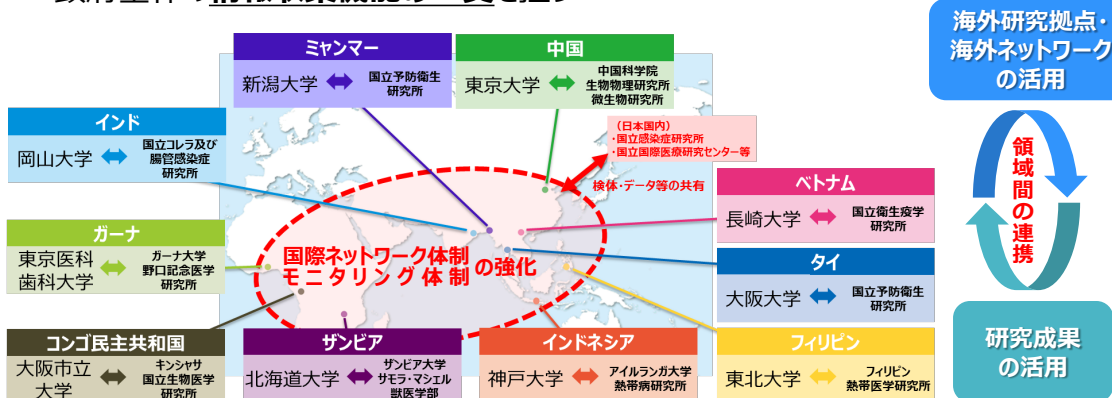 ミャンマー
新潟大学
国立予防衛生
研究所
中国
東京大学
中国科学院
生物物理研究所
微生物研究所
海外研究拠点・
海外ネットワーク
の活用
インド
岡山大学
国立コレラ及び
腸管感染症
研究所
（日本国内）
・国立感染症研究所
・国立国際医療研究センター等
検体・データ等の共有
領域間の連携
ベトナム
長崎大学
国立衛生疫学
研究所
ガーナ
東京医科
歯科大学
ガーナ大学
野口記念医学
研究所
国際ネットワーク体制
モニタリング体制
の強化
タイ
大阪大学
国立予防衛生
研究所
コンゴ民主共和国
大阪市立
大学
キンシャサ
国立生物医学
研究所
ザンビア
北海道大学
ザンビア大学
サモラ・マシェル
獣医学部
インドネシア
神戸大学
アイルランガ大学
熱帯病研究所
フィリピン
東北大学
フィリピン
熱帯医学研究所
研究成果
の活用